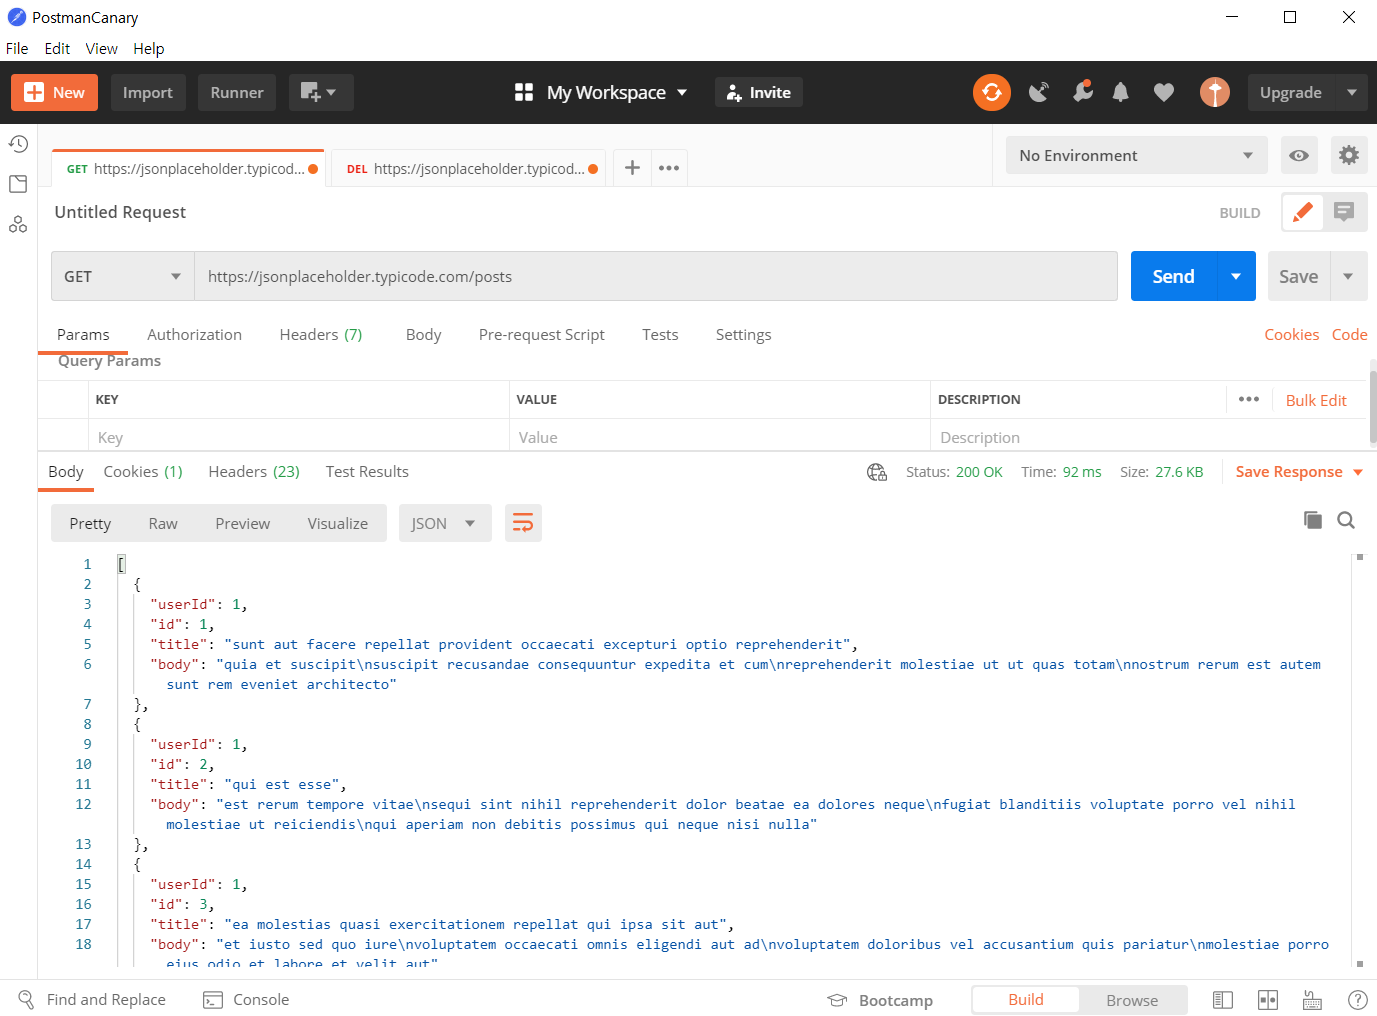 PostmanCanary
File Edit View Help
New Import Runner My Workspace Invite Upgrade
GET https://jsonplaceholder.typicod... DEL https://jsonplaceholder.typicod... No Environment
Untitled Request BUILD
GET https://jsonplaceholder.typicode.com/posts Send Save
Params Authorization Headers (7) Body Pre-request Script Tests Settings Cookies Code
Query Params
KEY VALUE DESCRIPTION Bulk Edit
Key Value Description
Body Cookies (1) Headers (23) Test Results Status: 200 OK Time: 92 ms Size: 27.6 KB Save Response
Pretty Raw Preview Visualize JSON
1 [
2 {
3 "userId": 1,
4 "id": 1,
5 "title": "sunt aut facere repellat provident occaecati excepturi optio reprehenderit",
6 "body": "quia et suscipit\nsuscipit recusandae consequuntur expedita et cum\nreprehenderit molestiae ut ut quas totam\nnostrum rerum est autem
sunt rem eveniet architecto"
7 },
8 {
9 "userId": 1,
10 "id": 2,
11 "title": "qui est esse",
12 "body": "est rerum tempore vitae\nsequi sint nihil reprehenderit dolor beatae ea dolores neque\nfugiat blanditiis voluptate porro vel nihil
molestiae ut reiciendis\nqui aperiam non debitis possimus qui neque nisi nulla"
13 },
14 {
15 "userId": 1,
16 "id": 3,
17 "title": "ea molestias quasi exercitationem repellat qui ipsa sit aut",
18 "body": "et iusto sed quo iure\nvoluptatem occaecati omnis eligendi aut ad\nvoluptatem doloribus vel accusantium quis pariatur\nmolestiae porro
eius odio et labore et velit aut"
Find and Replace Console Bootcamp Build Browse